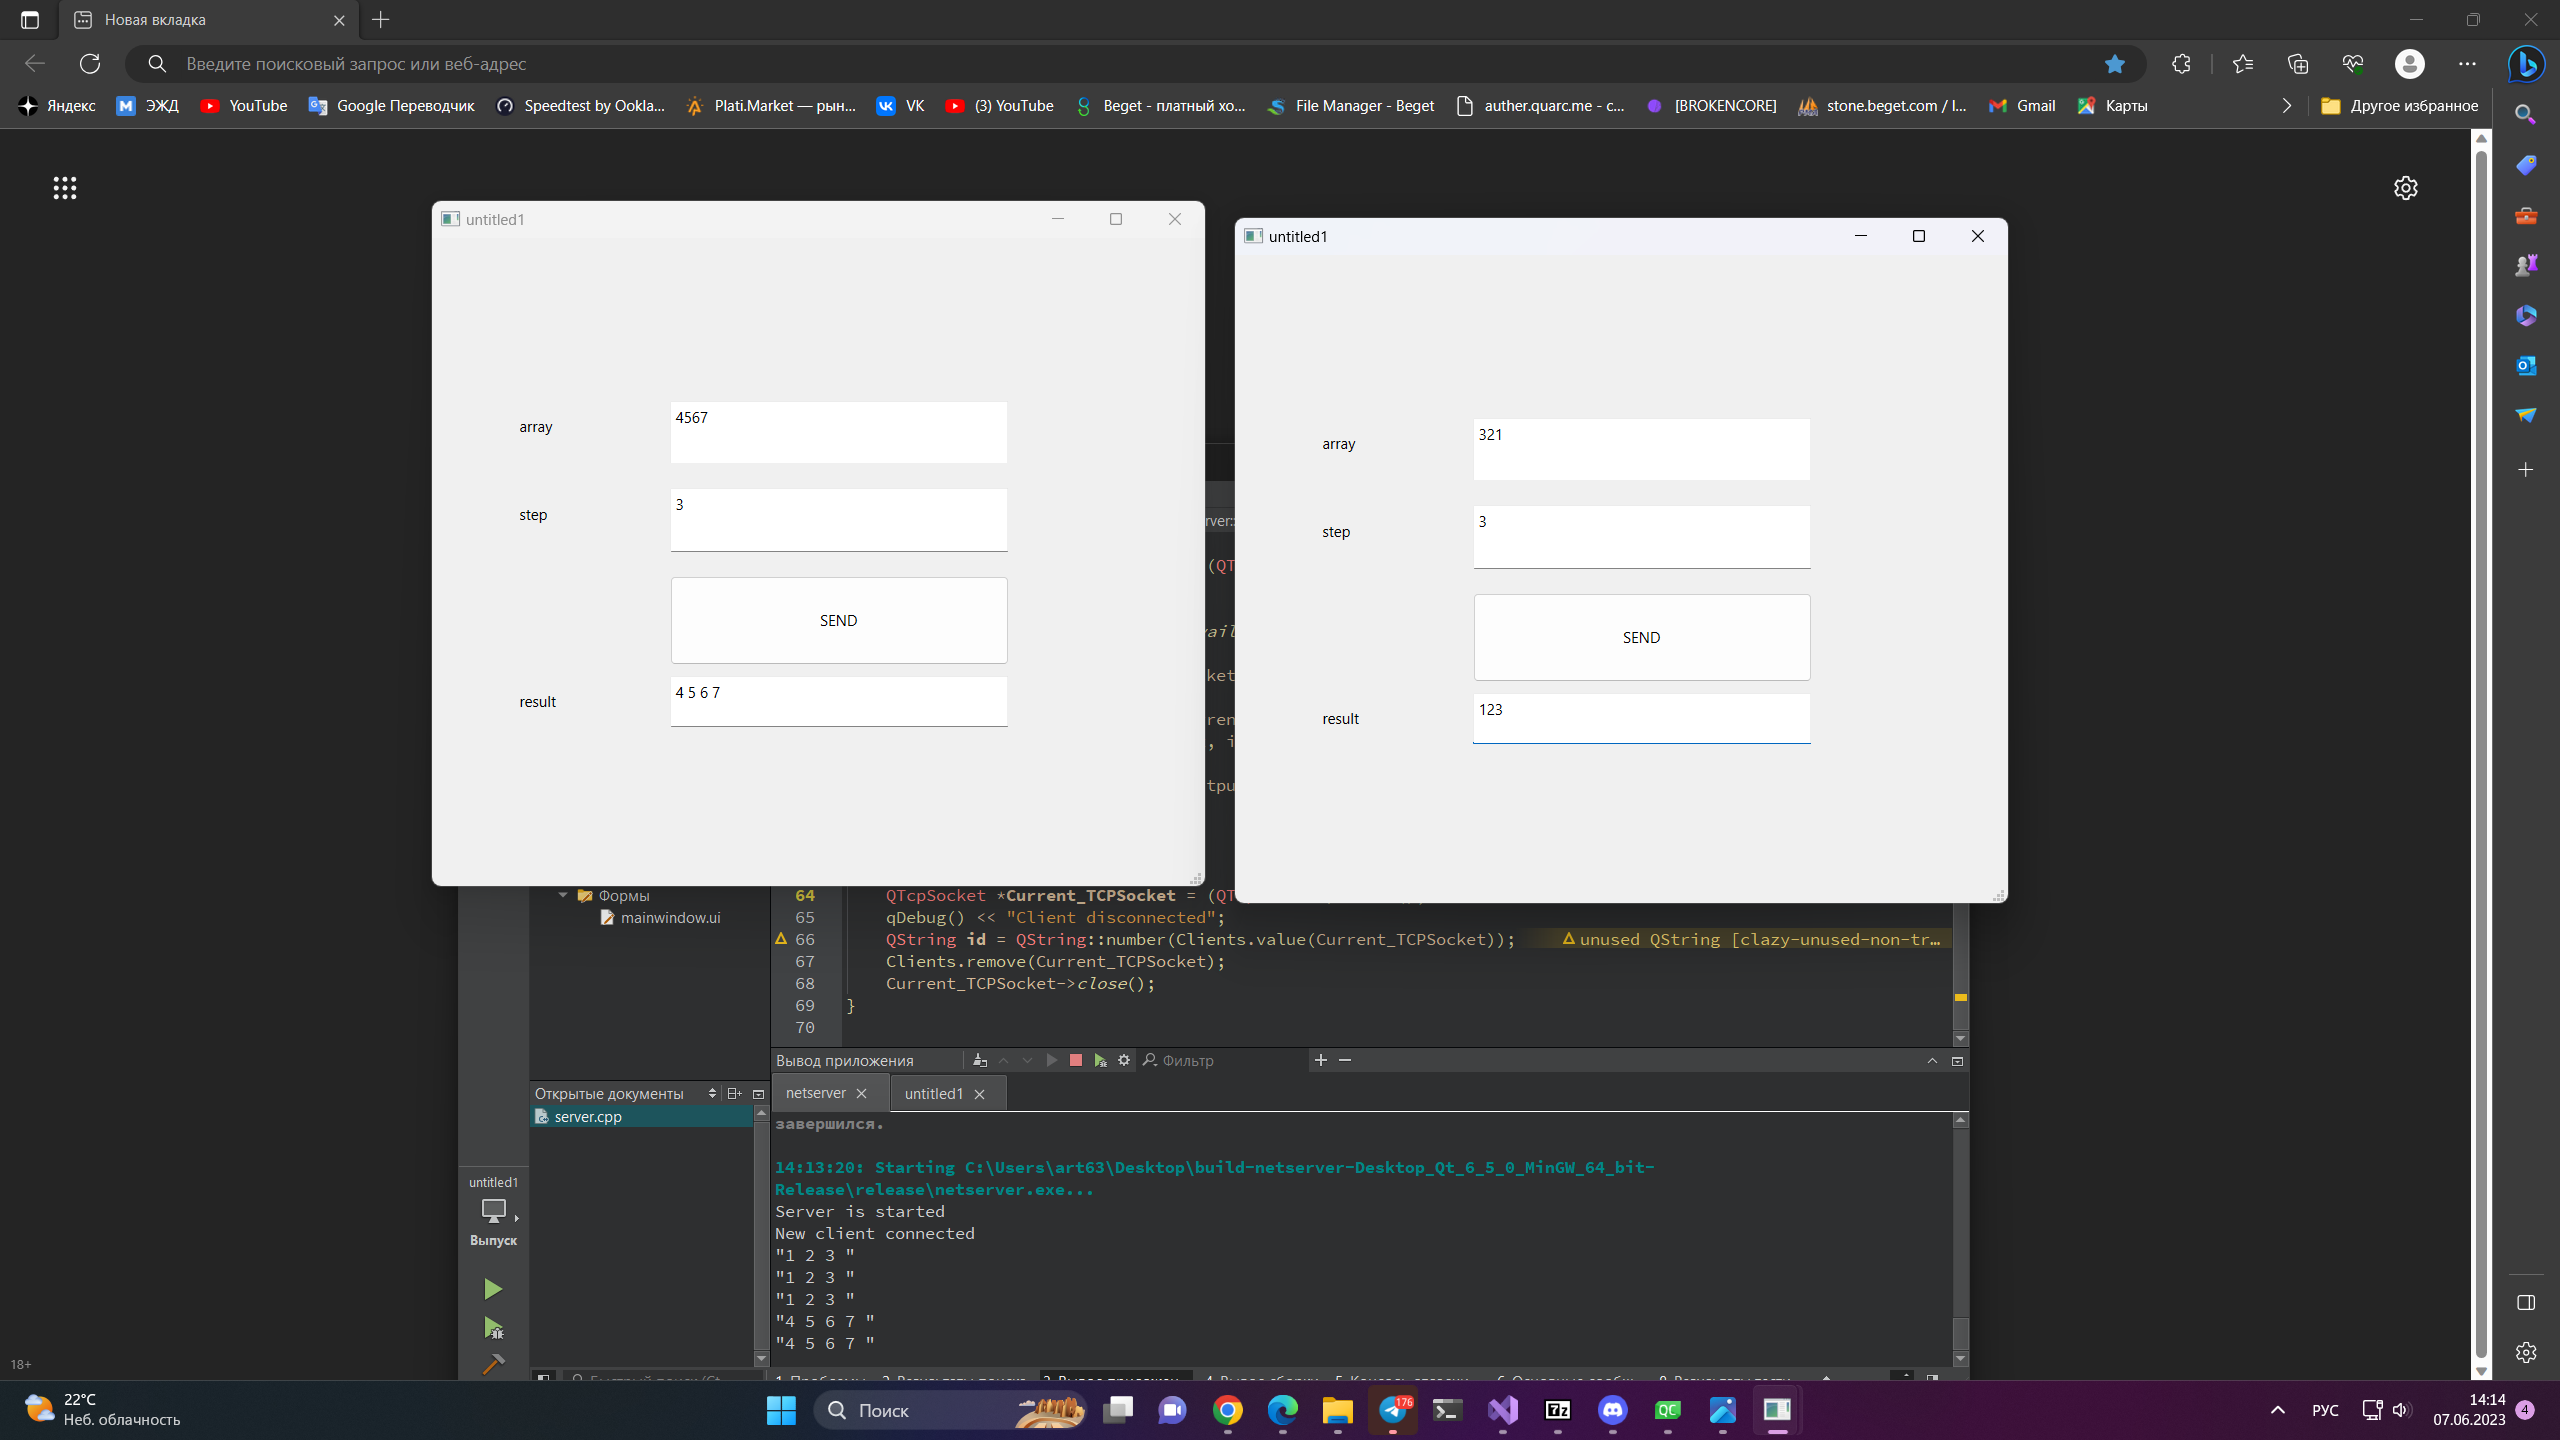 Новая вкладка
Введите поисковый запрос или веб-адрес
Яндекс ЭЖД YouTube Google Переводчик Speedtest by Ookla... Plati.Market — рын... VK (3) YouTube Beget - платный хо... File Manager - Beget auther.quarc.me - c... [BROKENCORE] stone.beget.com / l... Gmail Карты Другое избранное
untitled1
array 4567
step 3
SEND
result 4 5 6 7
untitled1
array 321
step 3
SEND
result 123
Формы
mainwindow.ui
64 QTcpSocket *Current_TCPSocket = (QT
65 qDebug() << "Client disconnected";
66 QString id = QString::number(Clients.value(Current_TCPSocket)); unused QString [clazy-unused-non-tr...
67 Clients.remove(Current_TCPSocket);
68 Current_TCPSocket->close();
69 }
70
Вывод приложения Фильтр
netserver untitled1
Открытые документы
server.cpp
завершился.
14:13:20: Starting C:\Users\art63\Desktop\build-netserver-Desktop_Qt_6_5_0_MinGW_64_bit-
Release\release\netserver.exe...
Server is started
New client connected
"1 2 3 "
"1 2 3 "
"1 2 3 "
"4 5 6 7 "
"4 5 6 7 "
untitled1
Выпуск
18+
22°C
Неб. облачность
Поиск
176
РУС
14:14
07.06.2023
4